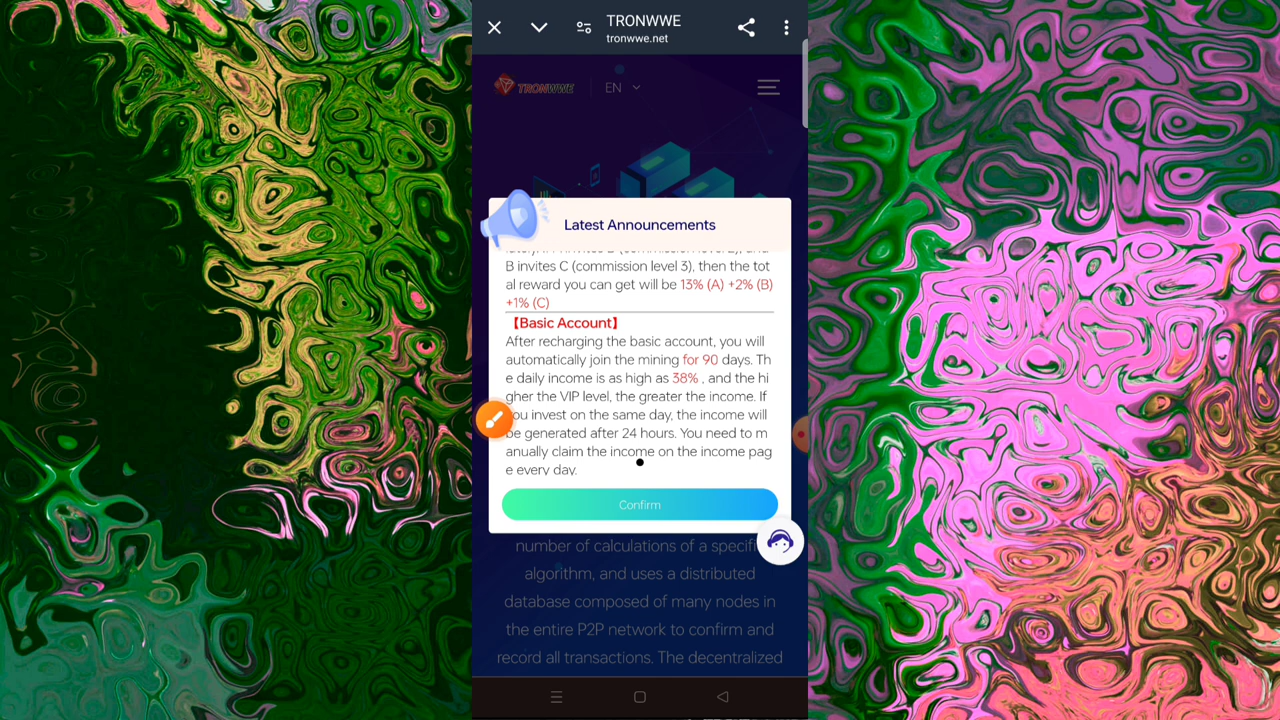 TRONWWE
tronwwe.net
TRONWWE
EN
Latest Announcements
B invites C (commission level 3), then the tot
al reward you can get will be 13% (A) +2% (B)
+1% (C)
【Basic Account】
After recharging the basic account, you will
automatically join the mining for 90 days. Th
e daily income is as high as 38% , and the hi
gher the VIP level, the greater the income. If
you invest on the same day, the income will
be generated after 24 hours. You need to m
anually claim the income on the income pag
e every day.
Confirm
number of calculations of a specific
algorithm, and uses a distributed
database composed of many nodes in
the entire P2P network to confirm and
record all transactions. The decentralized